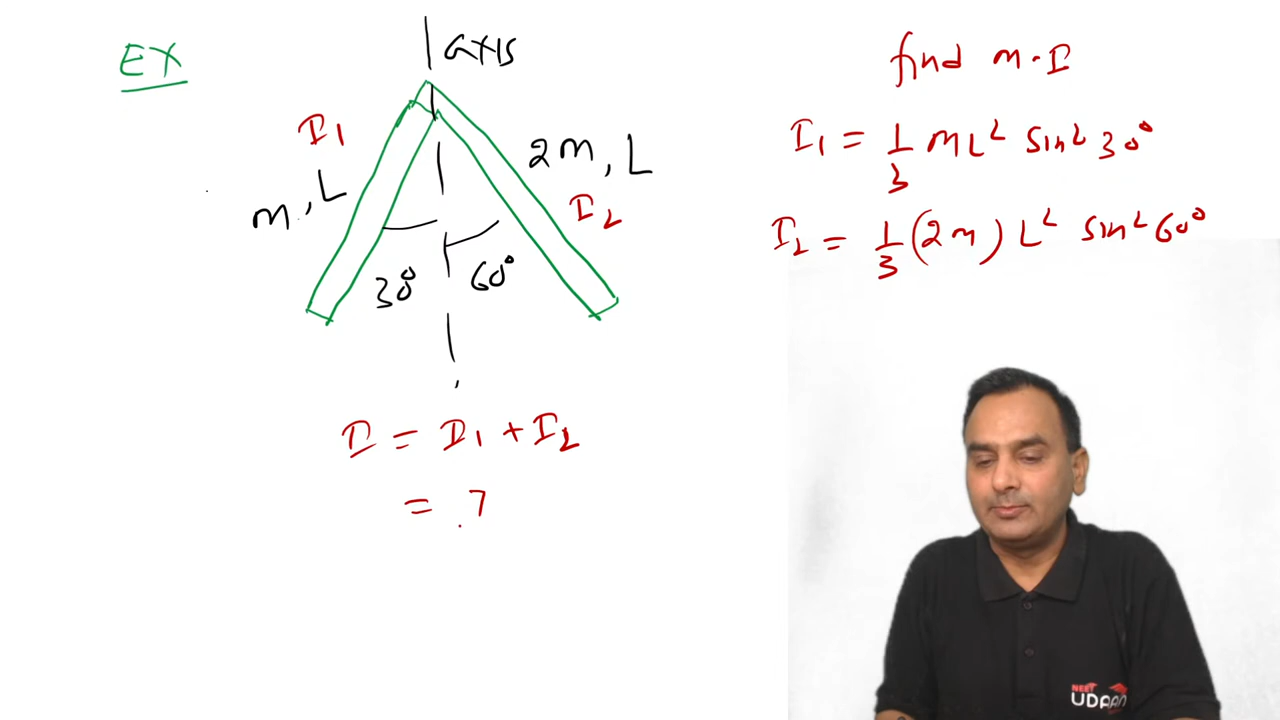 EX
axis
I₁
m, L
2m, L
I₂
30°
60°
I = I₁ + I₂
= 7
find m.I
I₁ = 1/3 mL² sin² 30°
I₂ = 1/3 (2m) L² sin² 60°
NEET
UDAAN